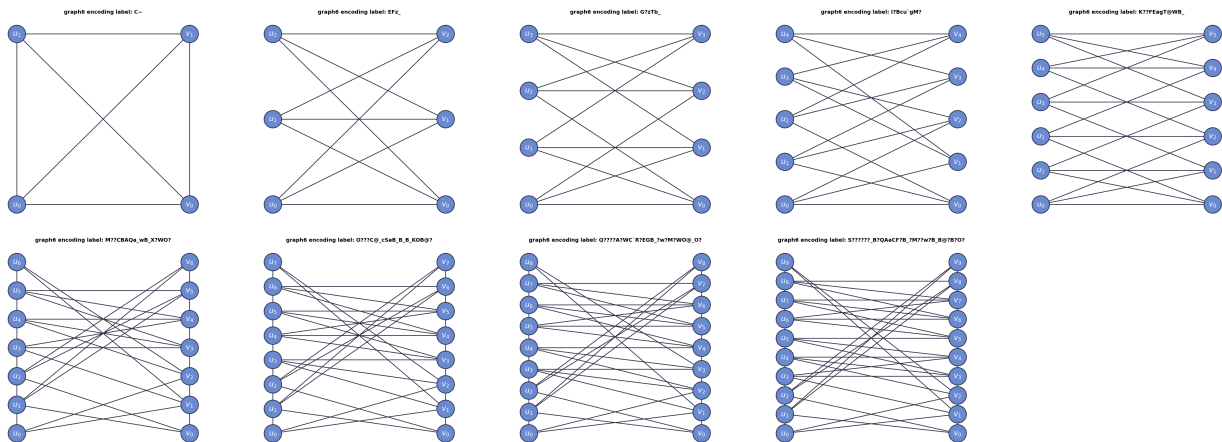 graph6 encoding label: C~
graph6 encoding label: EFz_
graph6 encoding label: G?zTb_
graph6 encoding label: I?Bcu`gM?
graph6 encoding label: K??FEagT@WB_
u1 v1
u0 v0
u2 v2
u1 v1
u0 v0
u3 v3
u2 v2
u1 v1
u0 v0
u4 v4
u3 v3
u2 v2
u1 v1
u0 v0
u5 v5
u4 v4
u3 v3
u2 v2
u1 v1
u0 v0
graph6 encoding label: M??CBAQa_wB_X?WO?
graph6 encoding label: O???C@_cSaB_B_B_KOB@?
graph6 encoding label: Q????A?WC`R?EGB_?w?M?WO@_O?
graph6 encoding label: S??????_B?QAaCF?B_?M??w?B_B@?B?O?
u6 v6
u5 v5
u4 v4
u3 v3
u2 v2
u1 v1
u0 v0
u7 v7
u6 v6
u5 v5
u4 v4
u3 v3
u2 v2
u1 v1
u0 v0
u8 v8
u7 v7
u6 v6
u5 v5
u4 v4
u3 v3
u2 v2
u1 v1
u0 v0
u9 v9
u8 v8
u7 v7
u6 v6
u5 v5
u4 v4
u3 v3
u2 v2
u1 v1
u0 v0